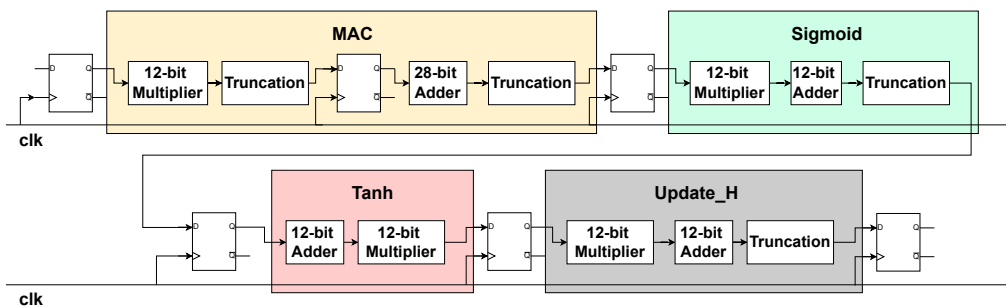 MAC
Sigmoid
D Q
Q
12-bit
Multiplier
Truncation
D Q
Q
28-bit
Adder
Truncation
D Q
Q
12-bit
Multiplier
12-bit
Adder
Truncation
clk
Tanh
Update_H
D Q
Q
12-bit
Adder
12-bit
Multiplier
D Q
Q
12-bit
Multiplier
12-bit
Adder
Truncation
D Q
Q
clk